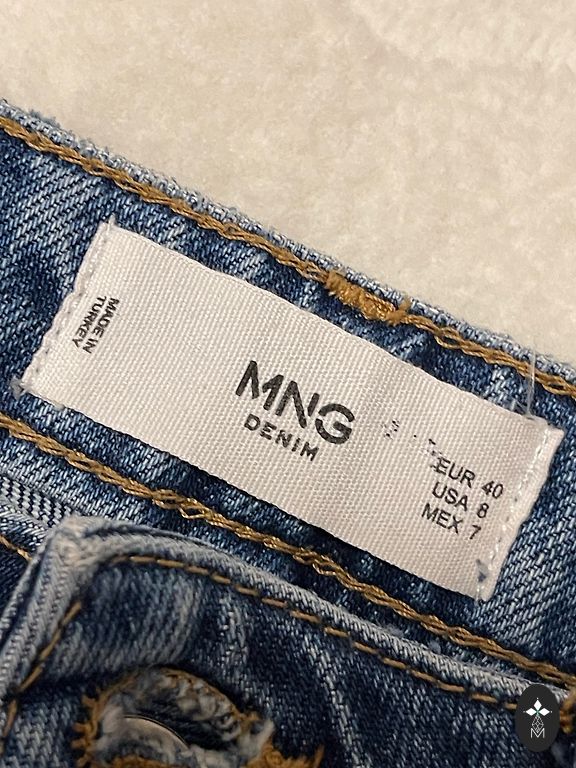 MADE IN
TURKEY
MNG
DENIM
EUR 40
USA 8
MEX 7